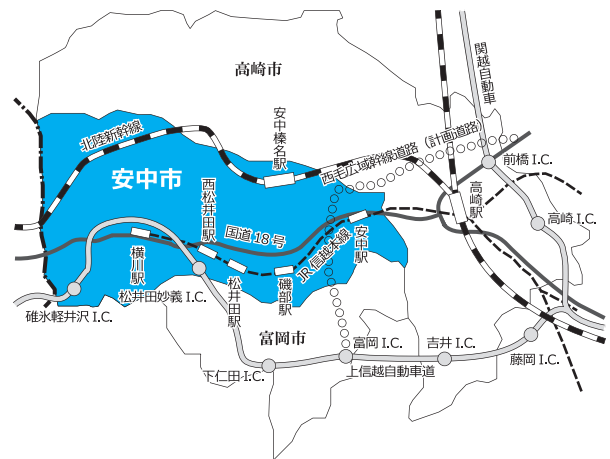 高崎市
関越自動車
北陸新幹線
安中榛名駅
西毛広域幹線道路（計画道路）
前橋 I.C.
安中市
西松井田駅
高崎駅
高崎 I.C.
国道18号
JR信越本線
安中駅
横川駅
松井田妙義 I.C.
松井田駅
磯部駅
碓氷軽井沢 I.C.
富岡市
富岡 I.C.
吉井 I.C.
藤岡 I.C.
下仁田 I.C.
上信越自動車道